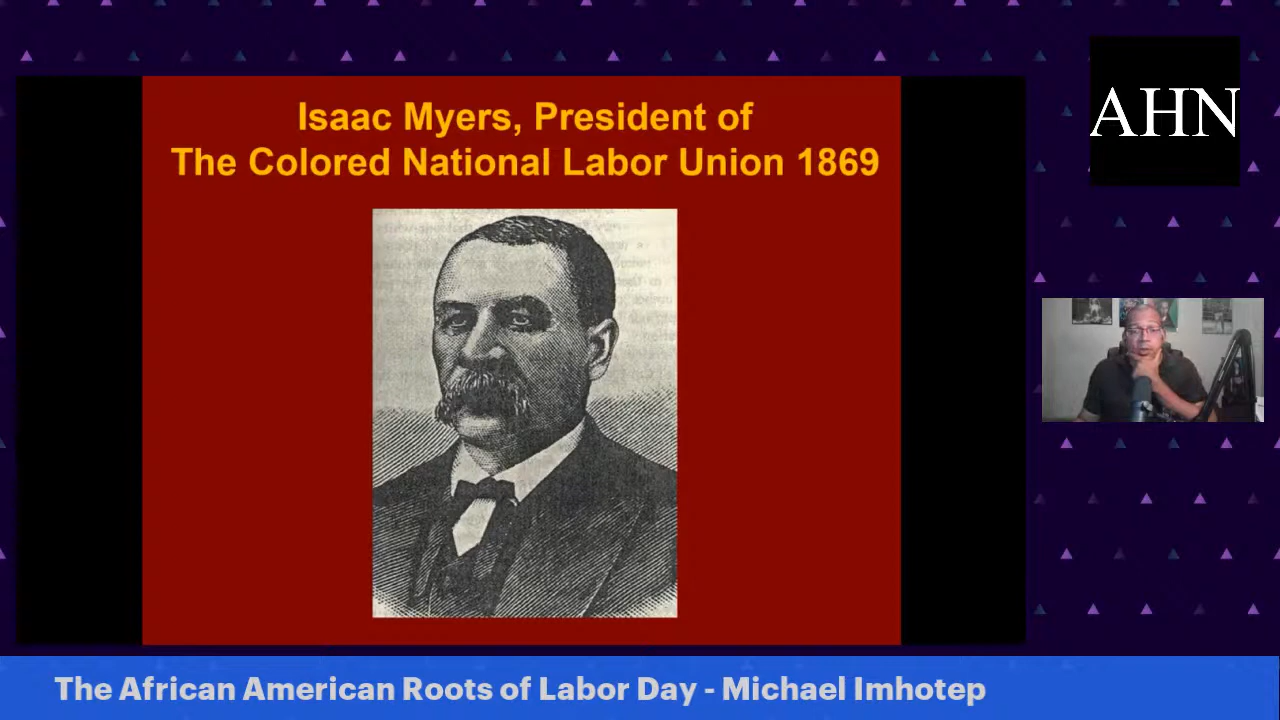 Isaac Myers, President of
The Colored National Labor Union 1869
AHN
The African American Roots of Labor Day - Michael Imhotep